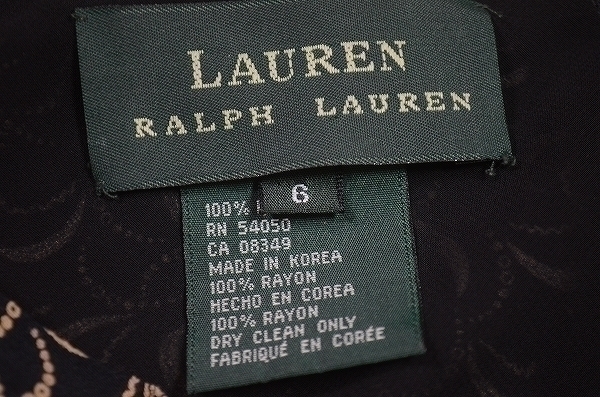 LAUREN
RALPH LAUREN
6
100%
RN 54050
CA 08349
MADE IN KOREA
100% RAYON
HECHO EN COREA
100% RAYON
DRY CLEAN ONLY
FABRIQUÉ EN CORÉE